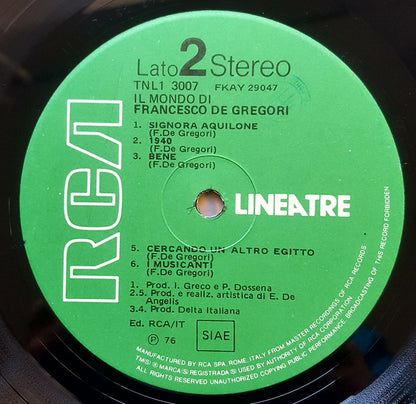 Lato 2 Stereo
TNL1 3007 FKAY 29047
IL MONDO DI
FRANCESCO DE GREGORI
1. SIGNORA AQUILONE
(F.De Gregori)
2. 1940
(F.De Gregori)
3. BENE
(F.De Gregori)
RCA
LINEATRE
5. CERCANDO UN ALTRO EGITTO
(F.De Gregori)
6. I MUSICANTI
(F.De Gregori)
1. Prod. I. Greco e P. Dossena
2.5. Prod. e realiz. artistica di E. De
Angelis
3.4. Prod. Delta Italiana
Ed. RCA/IT
Ⓟ 76
SIAE
MANUFACTURED BY RCA SPA, ROME, ITALY FROM MASTER RECORDINGS OF RCA RECORDS
TM(S) ® MARCA(S) REGISTRADA(S) USED BY AUTHORITY OF RCA CORPORATION
ALL RIGHTS RESERVED UNAUTHORIZED COPYING PUBLIC PERFORMANCE BROADCASTING OF THIS RECORD FORBIDDEN